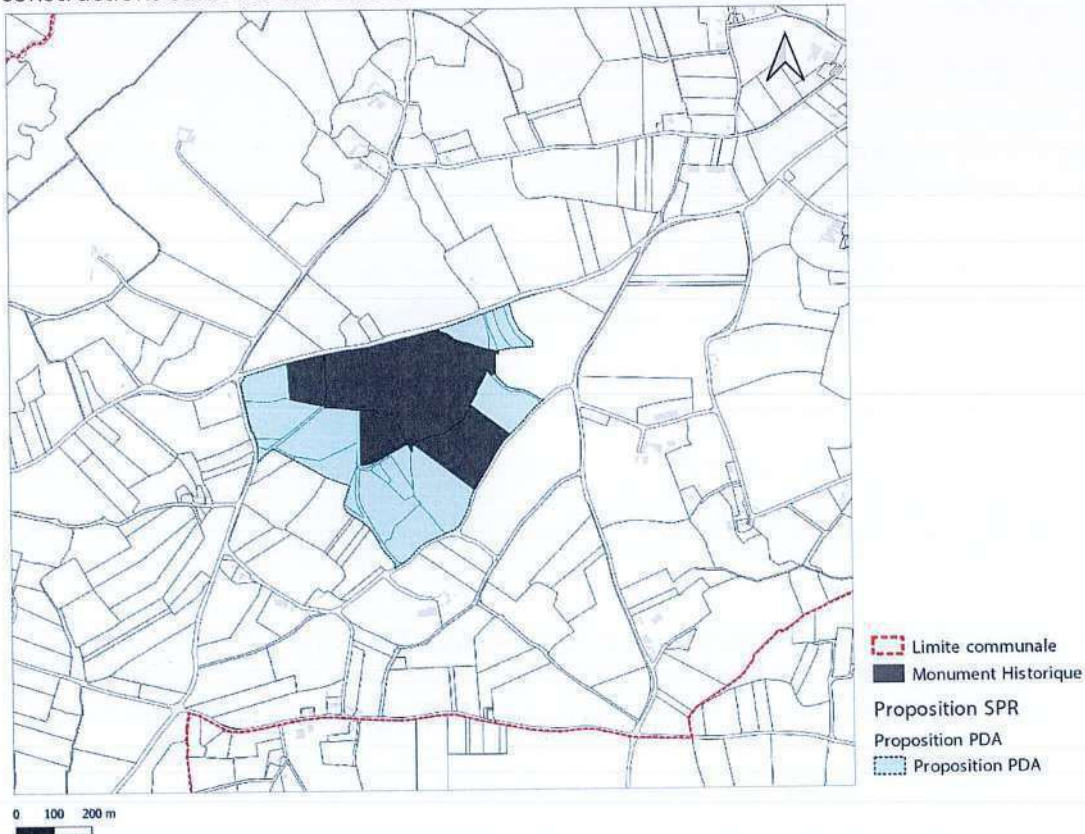 Limite communale
Monument Historique
Proposition SPR
Proposition PDA
Proposition PDA
0 100 200 m